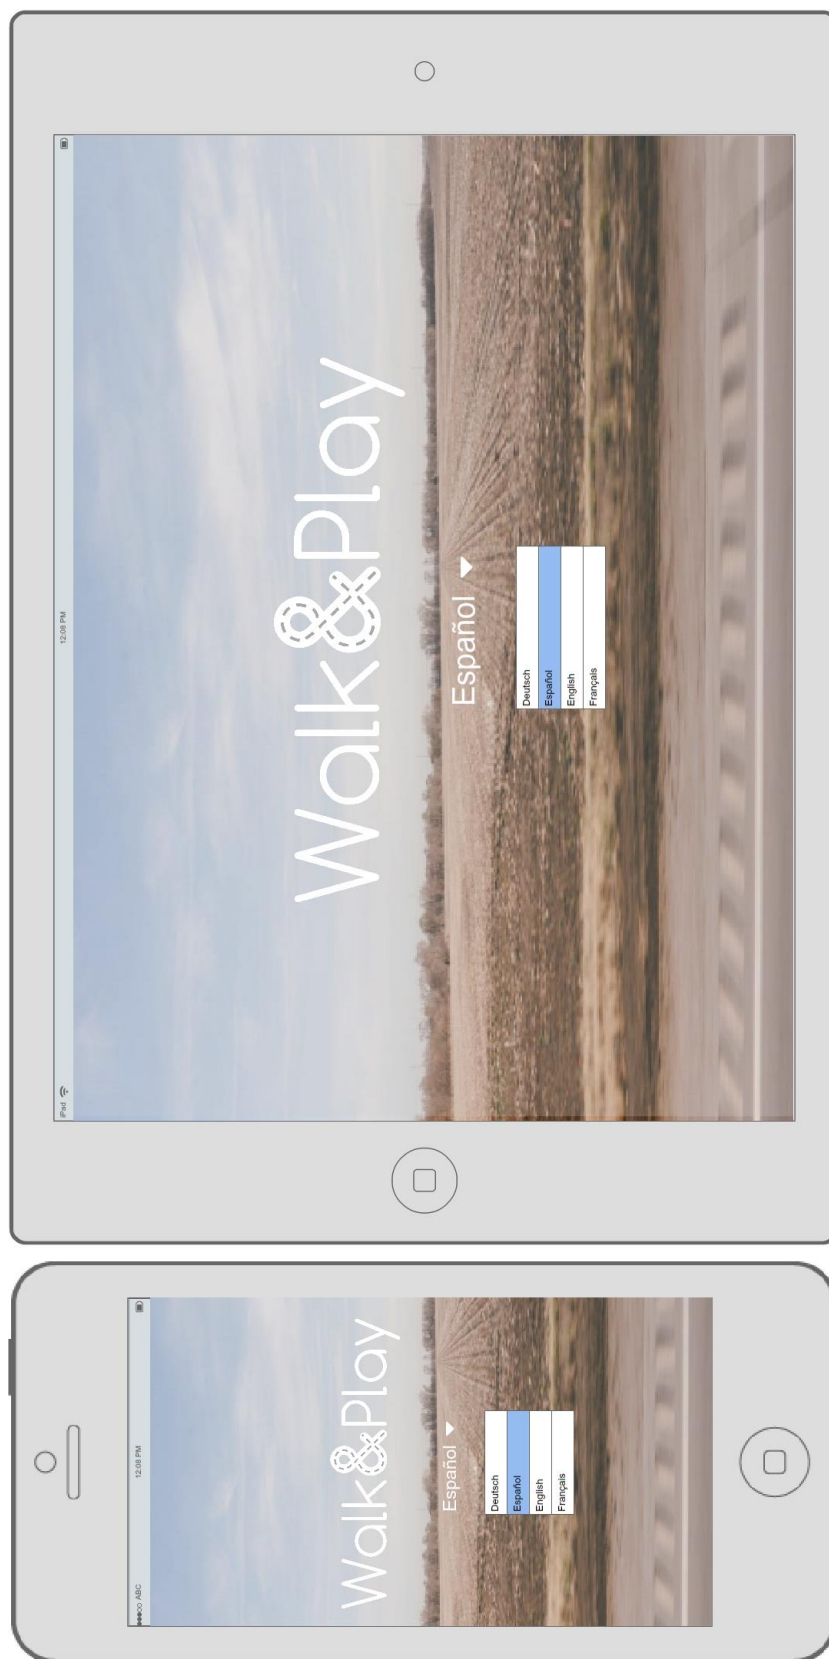 ABC 12:08 PM
Walk&Play
Español
Deutsch
Español
English
Français
iPad 12:08 PM
Walk&Play
Español
Deutsch
Español
English
Français